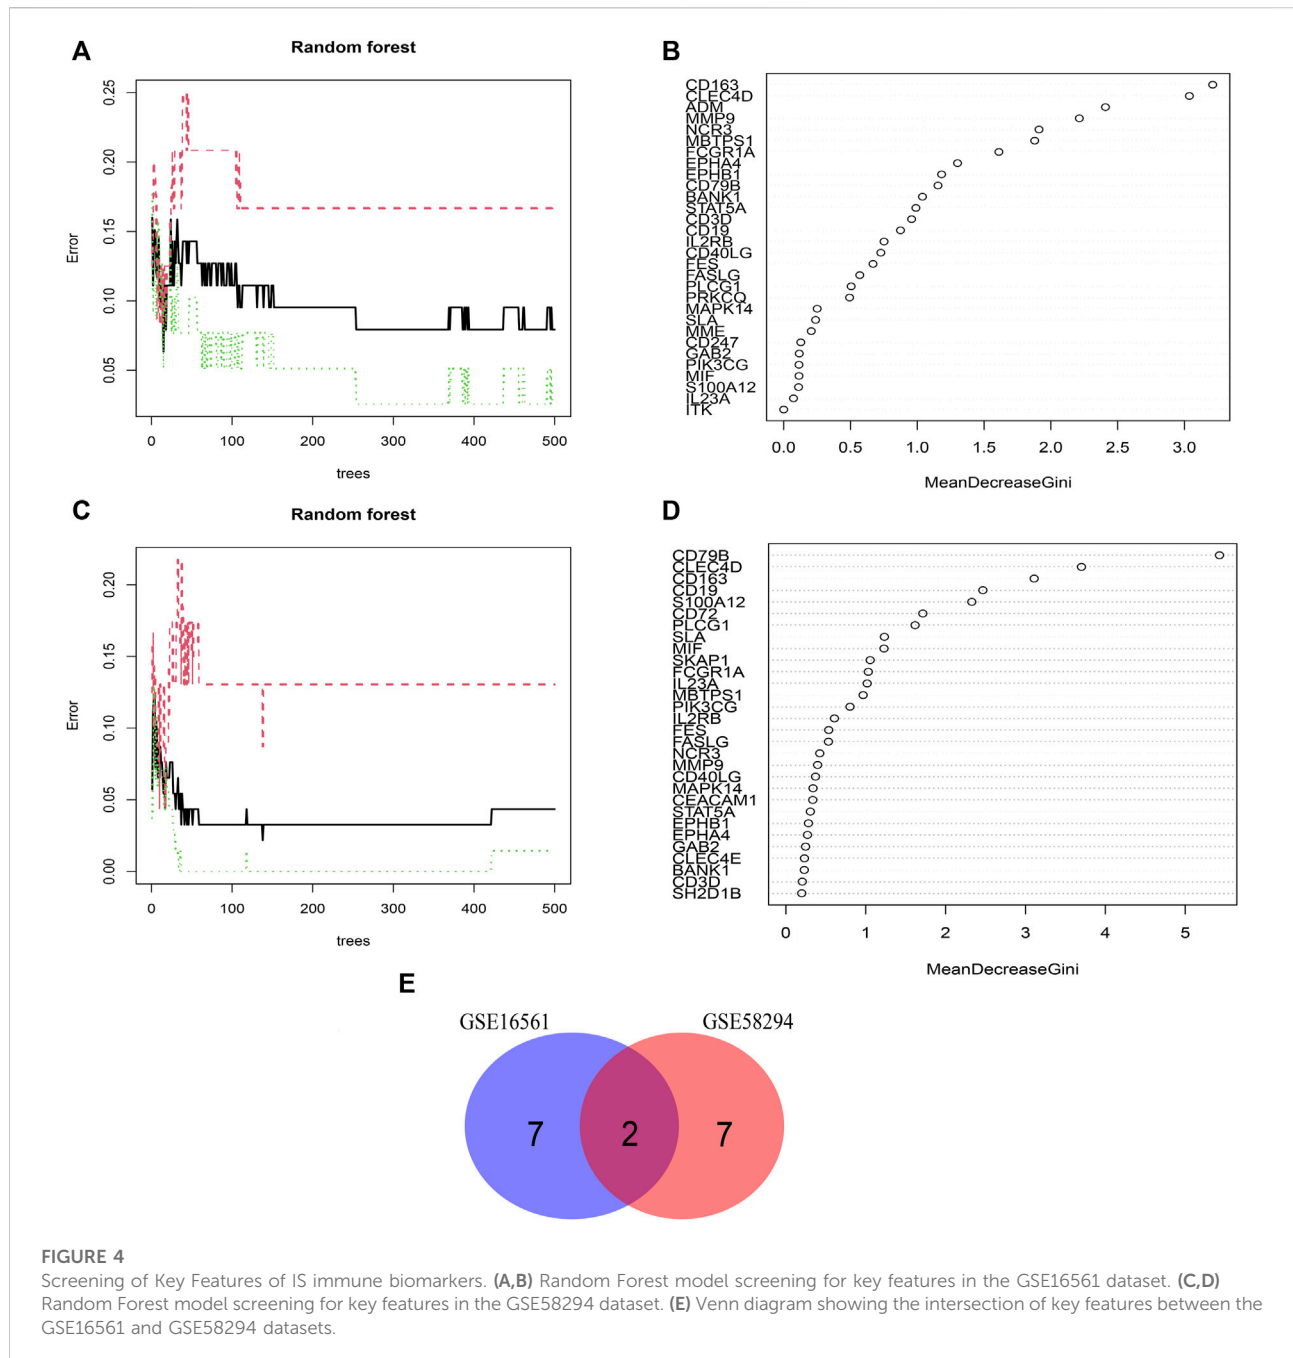 A
Random forest
0.25
0.20
0.15
0.10
0.05
Error
0
100
200
300
400
500
trees
B
CD163
CLEC4D
ADM
MMP9
NCR3
MBTPS1
FCGR1A
EPHA4
EPHB1
CD79B
BANK1
STAT5A
CD3D
CD19
IL2RB
CD40LG
FES
FASLG
PLCG1
PRKCQ
MAPK14
SLA
MME
CD247
GAB2
PIK3CG
MIF
S100A12
IL23A
ITK
0.0
0.5
1.0
1.5
2.0
2.5
3.0
MeanDecreaseGini
C
Random forest
0.20
0.15
0.10
0.05
0.00
Error
0
100
200
300
400
500
trees
D
CD79B
CLEC4D
CD163
CD19
S100A12
CD72
PLCG1
SLA
MIF
SKAP1
FCGR1A
IL23A
MBTPS1
PIK3CG
IL2RB
FES
FASLG
NCR3
MMP9
CD40LG
MAPK14
CEACAM1
STAT5A
EPHB1
EPHA4
GAB2
CLEC4E
BANK1
CD3D
SH2D1B
0
1
2
3
4
5
MeanDecreaseGini
E
GSE16561
GSE58294
7
2
7
FIGURE 4
Screening of Key Features of IS immune biomarkers. (A,B) Random Forest model screening for key features in the GSE16561 dataset. (C,D)
Random Forest model screening for key features in the GSE58294 dataset. (E) Venn diagram showing the intersection of key features between the
GSE16561 and GSE58294 datasets.